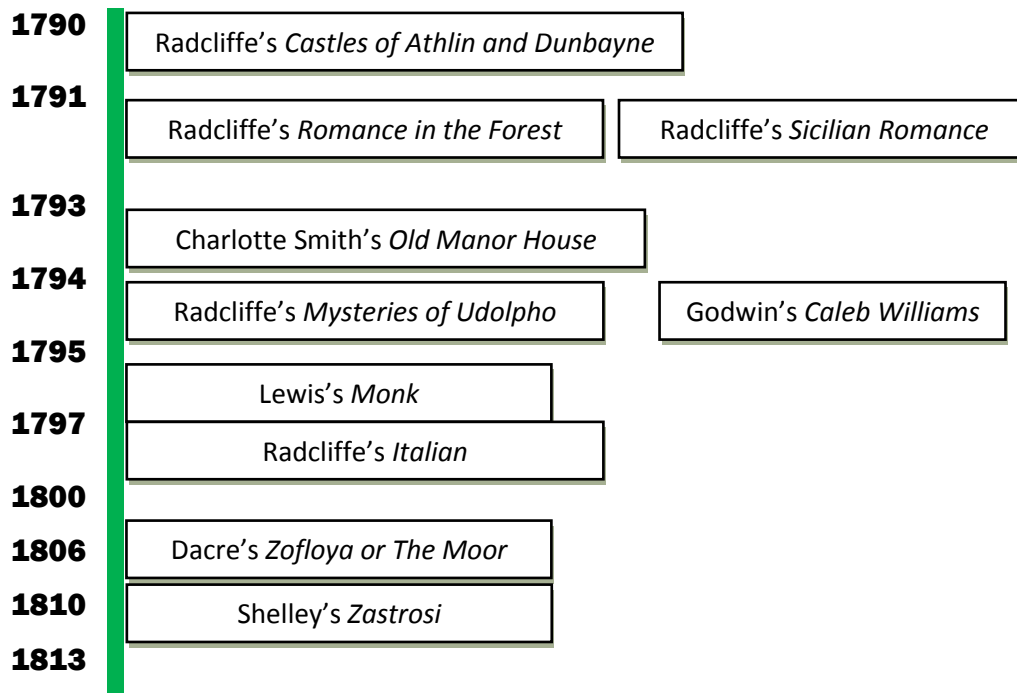 1790
Radcliffe’s Castles of Athlin and Dunbayne
1791
Radcliffe’s Romance in the Forest
Radcliffe’s Sicilian Romance
1793
Charlotte Smith’s Old Manor House
1794
Radcliffe’s Mysteries of Udolpho
Godwin’s Caleb Williams
1795
Lewis’s Monk
1797
Radcliffe’s Italian
1800
1806
Dacre’s Zofloya or The Moor
1810
Shelley’s Zastrosi
1813